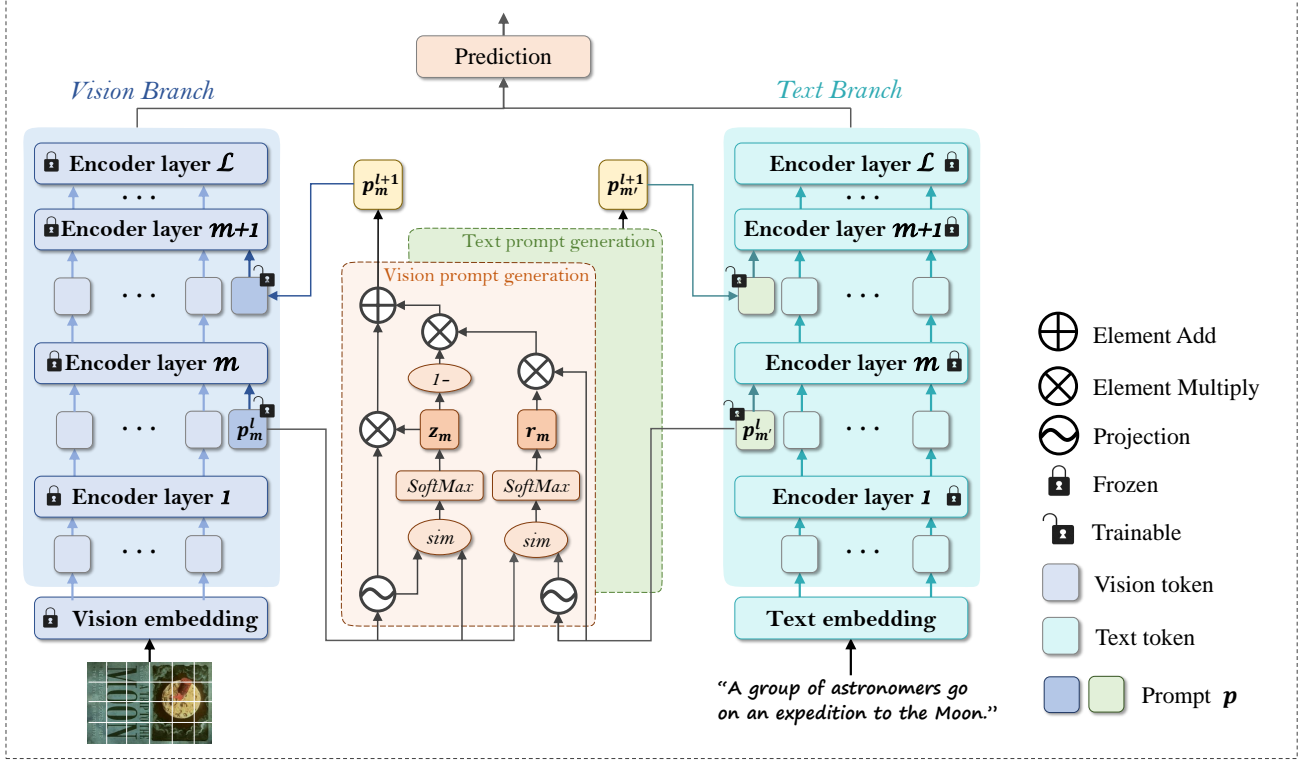 Prediction
Vision Branch
Text Branch
Encoder layer ℒ
Encoder layer m+1
Encoder layer m
p_m^l
Encoder layer 1
Vision embedding
MOON
p_m^{l+1}
p_{m'}^{l+1}
Text prompt generation
Vision prompt generation
1-
z_m
r_m
SoftMax
SoftMax
sim
sim
Encoder layer ℒ
Encoder layer m+1
Encoder layer m
p_{m'}^l
Encoder layer 1
Text embedding
“A group of astronomers go
on an expedition to the Moon.”
Element Add
Element Multiply
Projection
Frozen
Trainable
Vision token
Text token
Prompt p